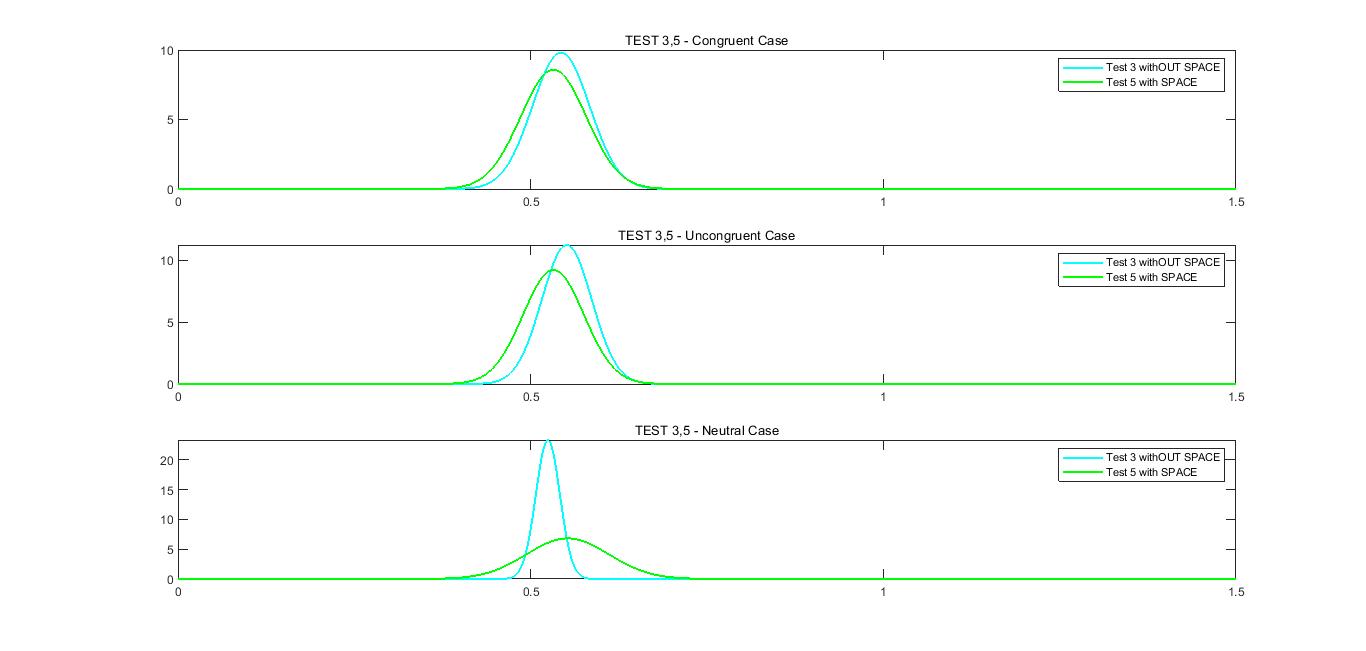 TEST 3,5 - Congruent Case
10
5
0
0 0.5 1 1.5
Test 3 withOUT SPACE
Test 5 with SPACE
TEST 3,5 - Uncongruent Case
10
5
0
0 0.5 1 1.5
Test 3 withOUT SPACE
Test 5 with SPACE
TEST 3,5 - Neutral Case
20
15
10
5
0
0 0.5 1 1.5
Test 3 withOUT SPACE
Test 5 with SPACE